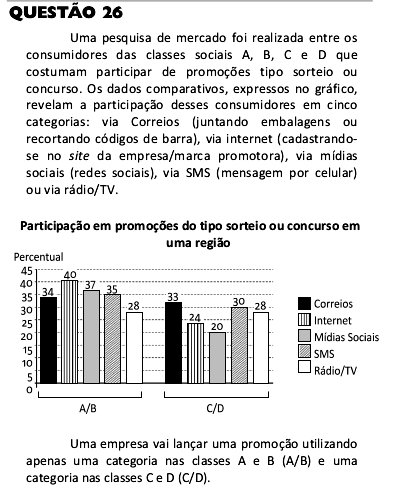 QUESTÃO 26
Uma pesquisa de mercado foi realizada entre os
consumidores das classes sociais A, B, C e D que
costumam participar de promoções tipo sorteio ou
concurso. Os dados comparativos, expressos no gráfico,
revelam a participação desses consumidores em cinco
categorias: via Correios (juntando embalagens ou
recortando códigos de barra), via internet (cadastrando-
se no site da empresa/marca promotora), via mídias
sociais (redes sociais), via SMS (mensagem por celular)
ou via rádio/TV.
Participação em promoções do tipo sorteio ou concurso em
uma região
Percentual
45
40
35
30
25
20
15
10
5
0
34
40
37
35
28
33
24
20
30
28
A/B
C/D
Correios
Internet
Mídias Sociais
SMS
Rádio/TV
Uma empresa vai lançar uma promoção utilizando
apenas uma categoria nas classes A e B (A/B) e uma
categoria nas classes C e D (C/D).